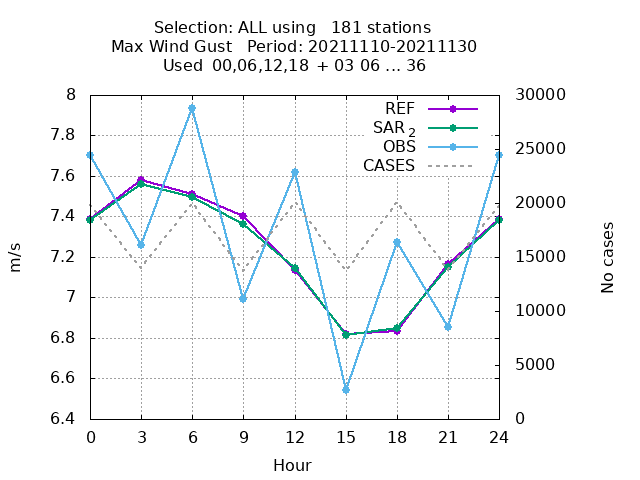 Selection: ALL using 181 stations
Max Wind Gust Period: 20211110-20211130
Used 00,06,12,18 + 03 06 ... 36
8
7.8
7.6
7.4
7.2
7
6.8
6.6
6.4
m/s
30000
25000
20000
15000
10000
5000
0
No cases
REF
SAR 2
OBS
CASES
0 3 6 9 12 15 18 21 24
Hour